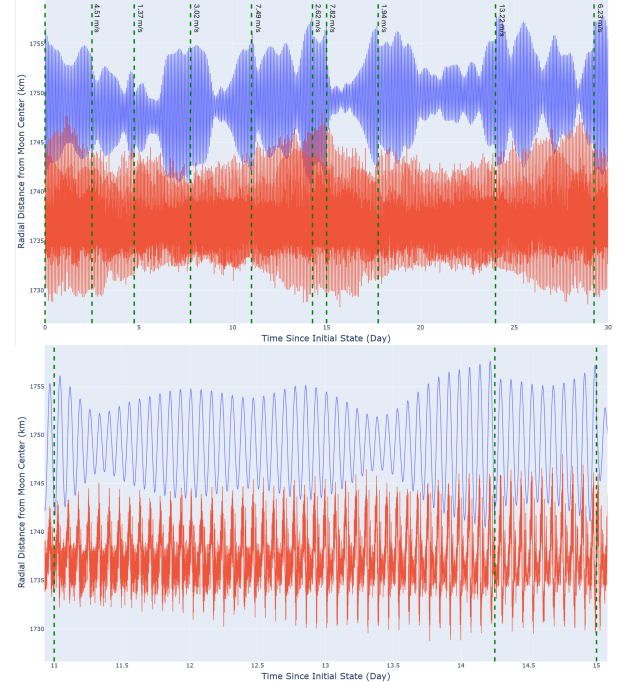 4.51 m/s
1.37 m/s
3.02 m/s
7.49 m/s
2.62 m/s
7.82 m/s
1.94 m/s
13.22 m/s
6.23 m/s
Radial Distance from Moon Center (km)
1755
1750
1745
1740
1735
1730
0
5
10
15
20
25
30
Time Since Initial State (Day)
Radial Distance from Moon Center (km)
1755
1750
1745
1740
1735
1730
11
11.5
12
12.5
13
13.5
14
14.5
15
Time Since Initial State (Day)